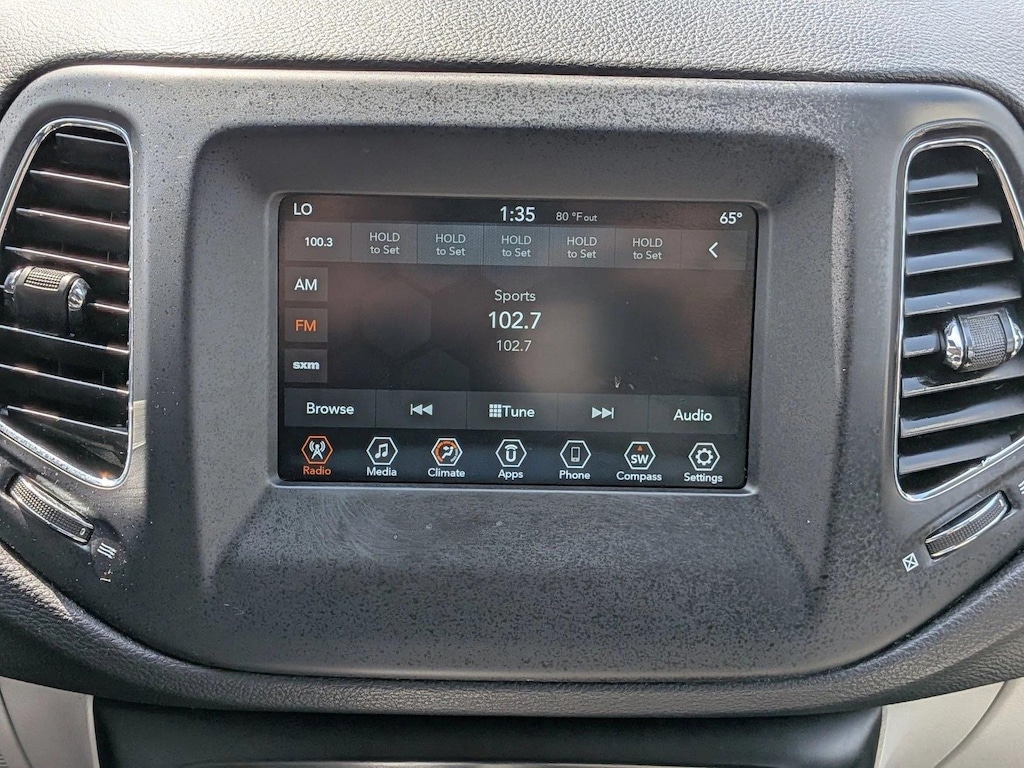 LO 1:35 80 °F out 65°
100.3 HOLD to Set HOLD to Set HOLD to Set HOLD to Set HOLD to Set
AM
Sports
FM 102.7
102.7
sxm
Browse Tune Audio
SW
Radio Media Climate Apps Phone Compass Settings